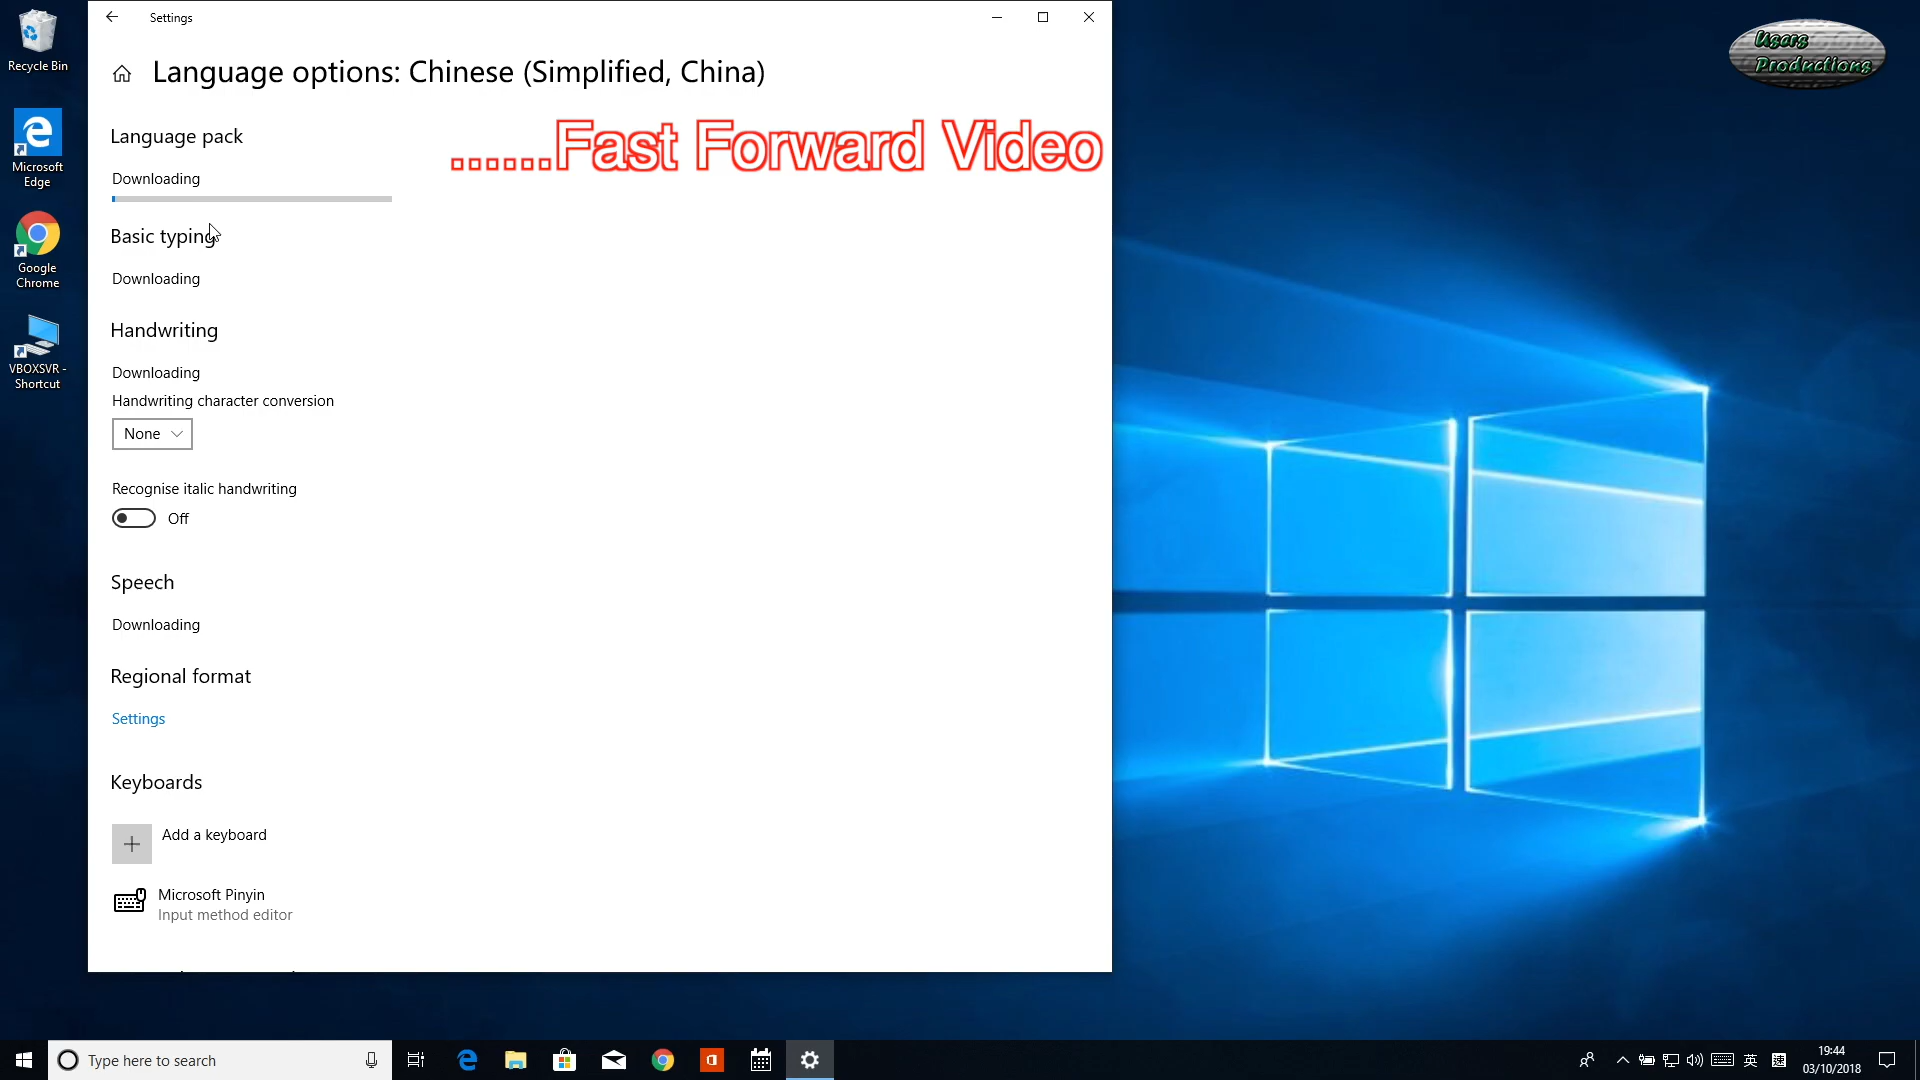 Recycle Bin
Microsoft
Edge
Google
Chrome
VBOXSVR -
Shortcut
Settings
Language options: Chinese (Simplified, China)
......Fast Forward Video
Language pack
Downloading
Basic typing
Downloading
Handwriting
Downloading
Handwriting character conversion
None
Recognise italic handwriting
Off
Speech
Downloading
Regional format
Settings
Keyboards
Add a keyboard
Microsoft Pinyin
Input method editor
Users
Productions
Type here to search
英
19:44
03/10/2018